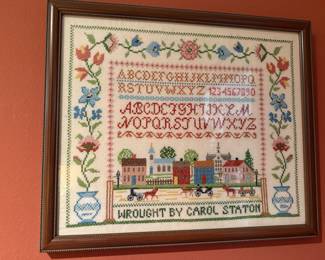 ABCDEFGHIJKLMNOPQ
RSTUVWXYZ 1234567890
ABCDEFGHIJKLM
NOPQRSTUVWXYZ
WROUGHT BY CAROL STATON